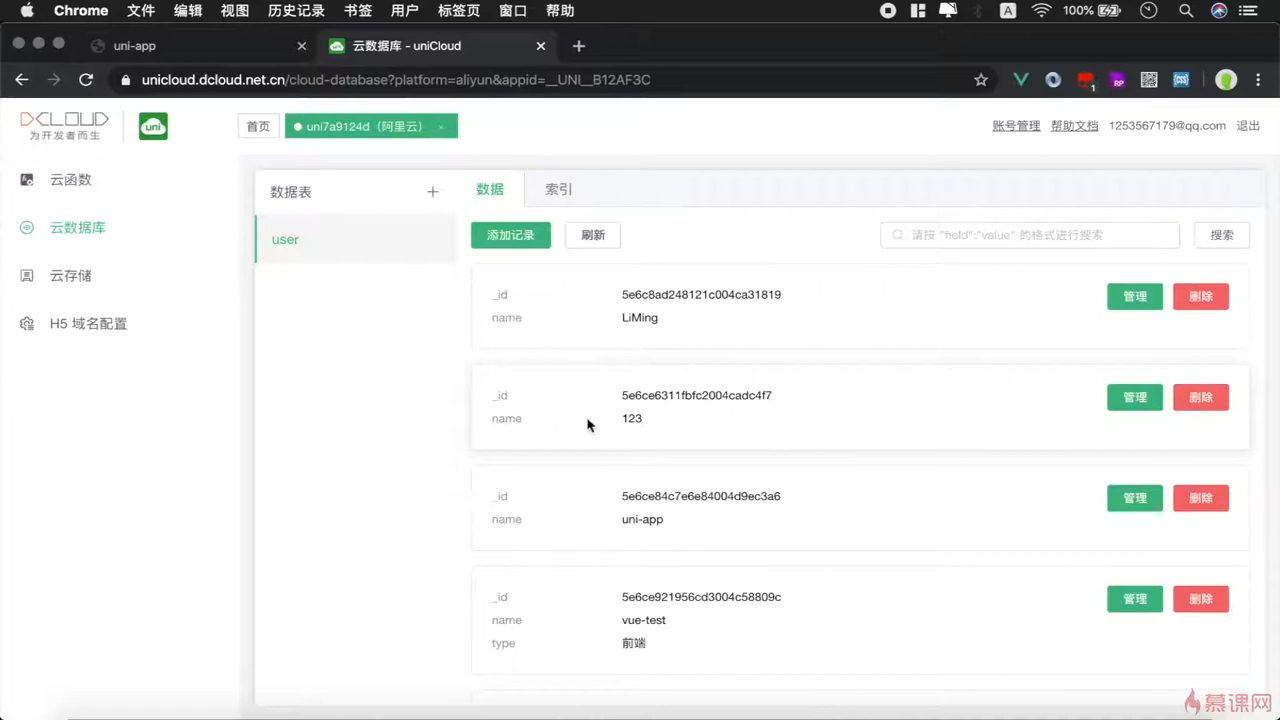 Chrome 文件 编辑 视图 历史记录 书签 用户 标签页 窗口 帮助 A 100%
uni-app 云数据库 - uniCloud
unicloud.dcloud.net.cn/cloud-database?platform=aliyun&appid=__UNI__B12AF3C
DCLOUD
为开发者而生
uni
首页
uni7a9124d（阿里云）
账号管理 帮助文档 1253567179@qq.com 退出
云函数
云数据库
云存储
H5 域名配置
数据表
user
数据 索引
添加记录 刷新 请按 "field":"value" 的格式进行搜索 搜索
_id 5e6c8ad248121c004ca31819 管理 删除
name LiMing
_id 5e6ce6311fbfc2004cadc4f7 管理 删除
name 123
_id 5e6ce84c7e6e84004d9ec3a6 管理 删除
name uni-app
_id 5e6ce921956cd3004c58809c 管理 删除
name vue-test
type 前端
慕课网